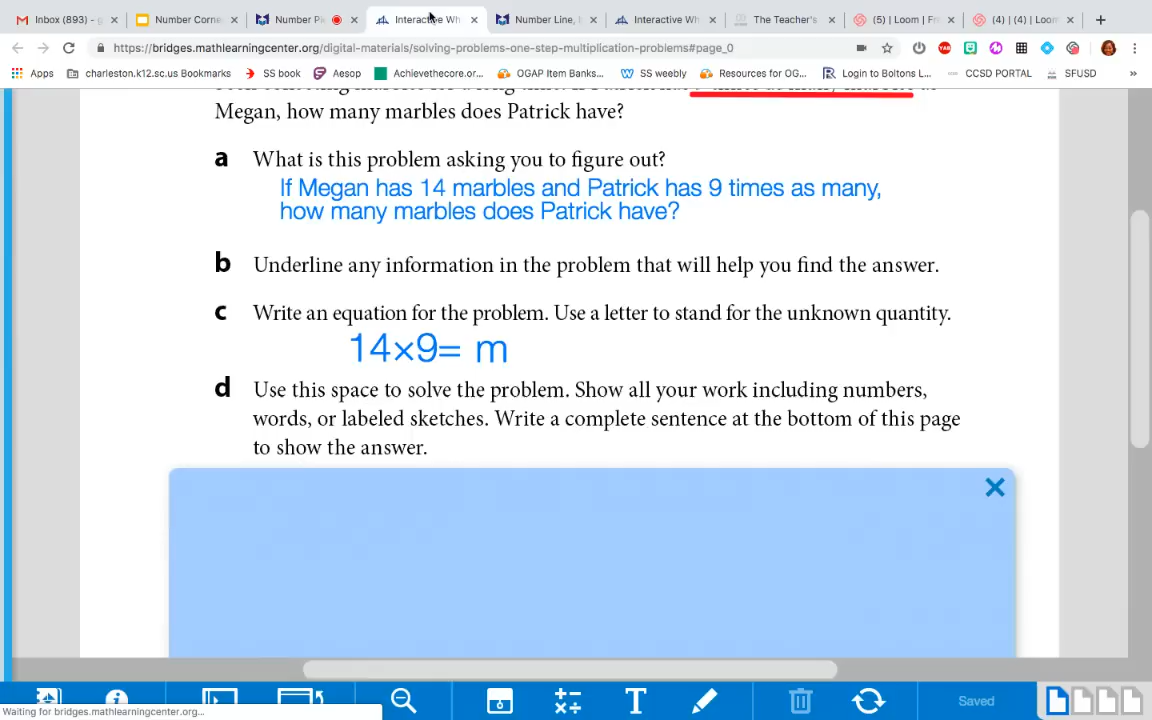 Inbox (893) - g
Number Corne
Number Pi
Interactive Wh
Number Line,
Interactive Wh
The Teacher's
(5) | Loom | Fr
(4) | (4) | Loom
https://bridges.mathlearningcenter.org/digital-materials/solving-problems-one-step-multiplication-problems#page_0
Apps
charleston.k12.sc.us Bookmarks
SS book
Aesop
Achievethecore.o...
OGAP Item Banks...
SS weekly
Resources for OG...
Login to Boltons L...
CCSD PORTAL
SFUSD
»
Megan, how many marbles does Patrick have?
a What is this problem asking you to figure out?
If Megan has 14 marbles and Patrick has 9 times as many,
how many marbles does Patrick have?
b Underline any information in the problem that will help you find the answer.
c Write an equation for the problem. Use a letter to stand for the unknown quantity.
14×9= m
d Use this space to solve the problem. Show all your work including numbers,
words, or labeled sketches. Write a complete sentence at the bottom of this page
to show the answer.
T
Saved
Waiting for bridges.mathlearningcenter.org...